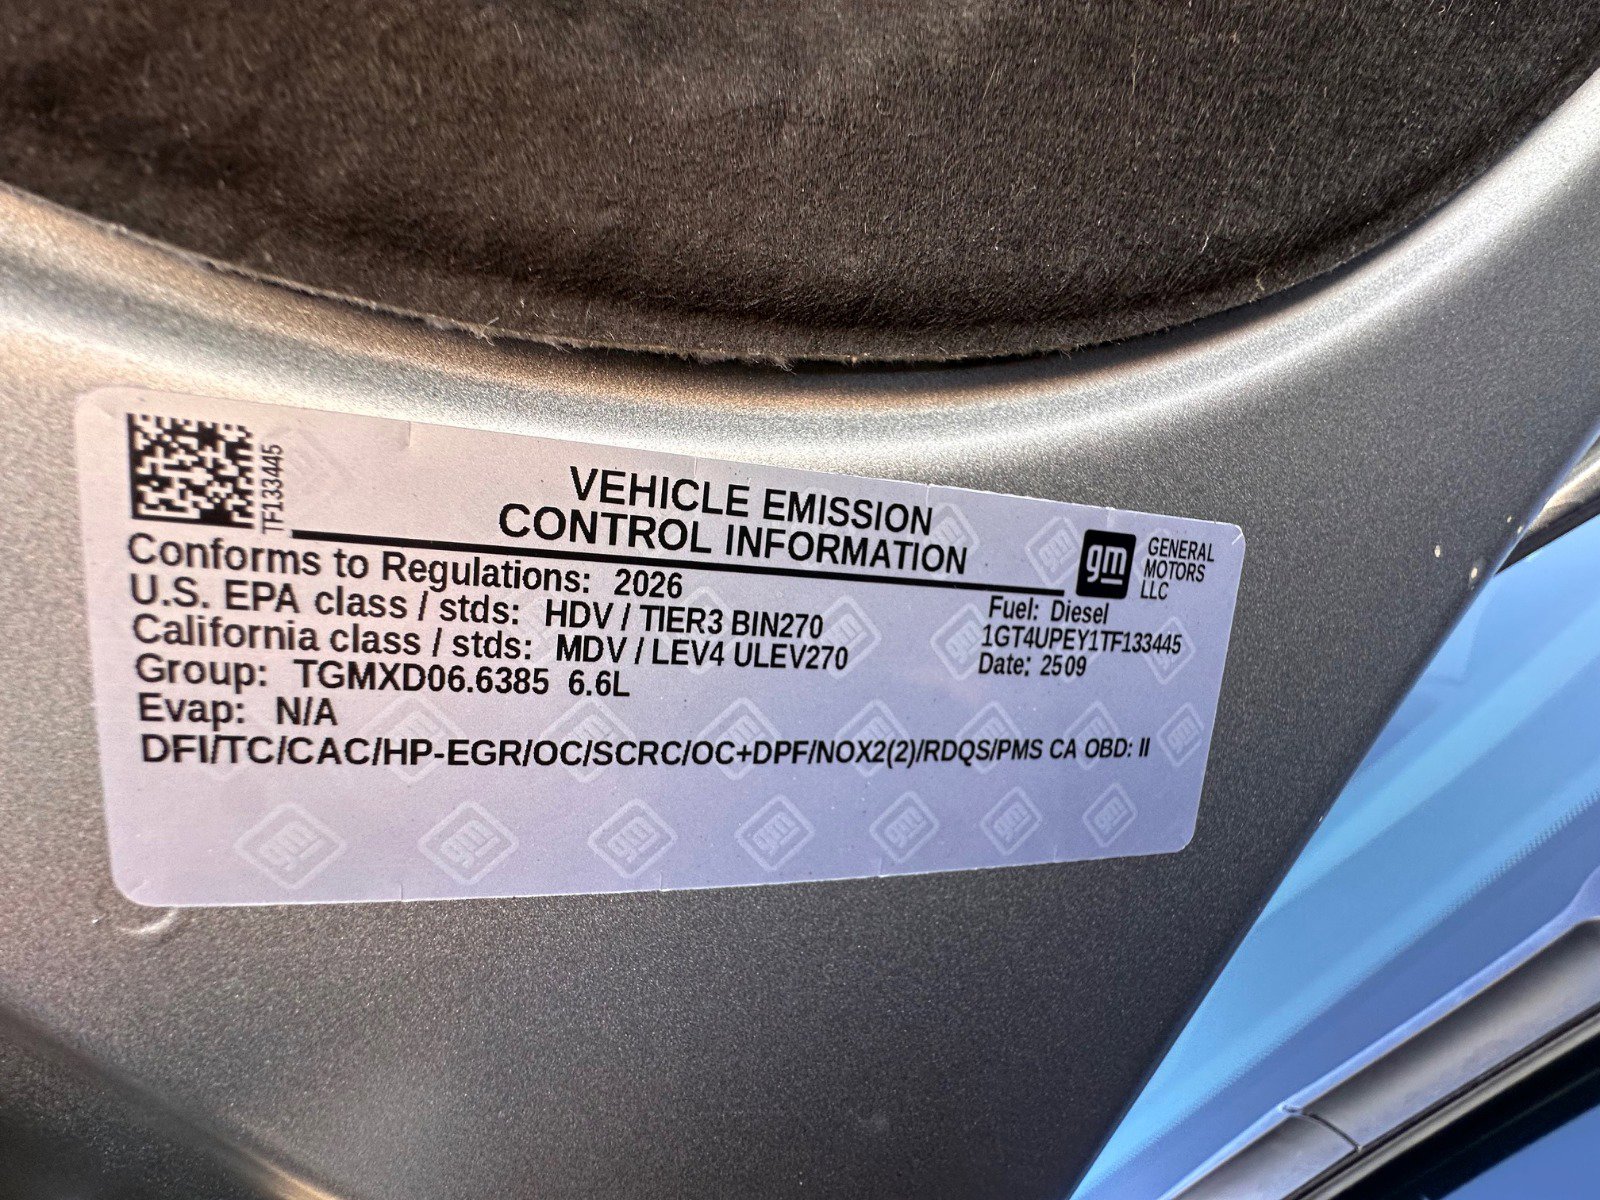 TF133445
VEHICLE EMISSION
CONTROL INFORMATION
gm
GENERAL
MOTORS
LLC
Conforms to Regulations: 2026
U.S. EPA class / stds: HDV / TIER3 BIN270
California class / stds: MDV / LEV4 ULEV270
Group: TGMXD06.6385 6.6L
Evap: N/A
Fuel: Diesel
1GT4UPEY1TF133445
Date: 2509
DFI/TC/CAC/HP-EGR/OC/SCRC/OC+DPF/NOX2(2)/RDQS/PMS CA OBD: II